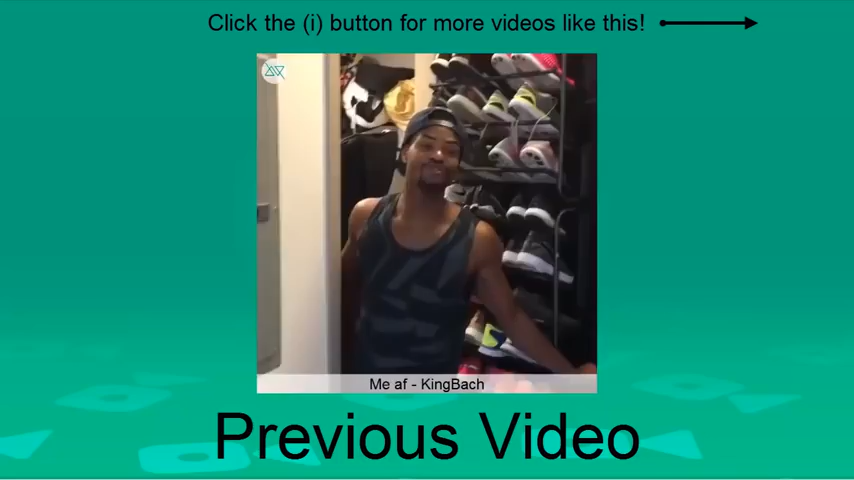 Click the (i) button for more videos like this!
Me af - KingBach
Previous Video